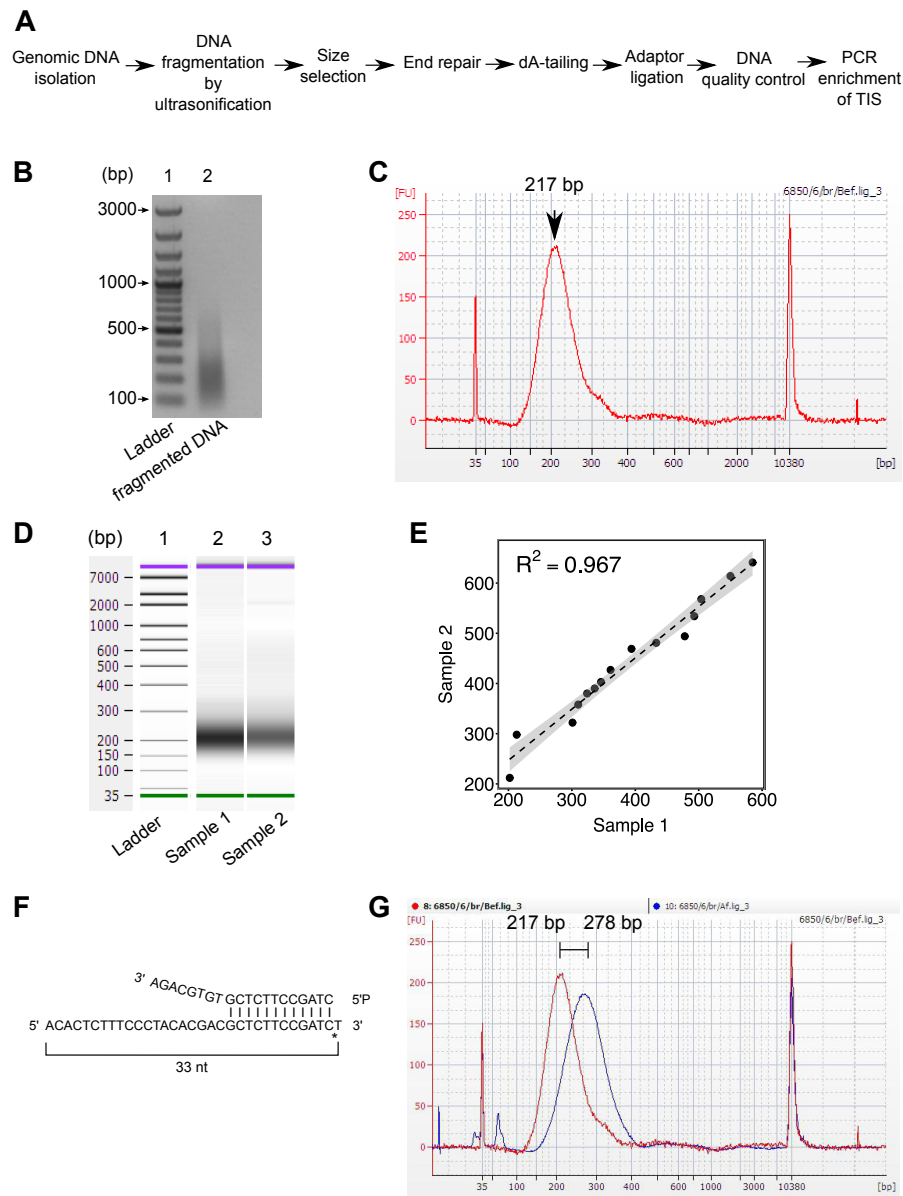 A
Genomic DNA
isolation
DNA
fragmentation
by
ultrasonification
Size
selection
End repair
dA-tailing
Adaptor
ligation
DNA
quality control
PCR
enrichment
of TIS
B
(bp) 1 2
3000
1000
500
100
Ladder
fragmented DNA
C
217 bp
6850/6/br/Bef.lig_3
[FU]
250
200
150
100
50
0
35 100 200 300 400 600 2000 10380 [bp]
D
(bp) 1 2 3
7000
2000
1000
600
500
400
300
200
150
100
35
Ladder
Sample 1
Sample 2
E
R² = 0.967
Sample 2
600
500
400
300
200
200 300 400 500 600
Sample 1
F
3' AGACGTGT GCTCTTCCGATC 5'P
5' ACACTCTTTCCCTACACGACGCTCTTCCGATCT 3'
*
33 nt
G
8: 6850/6/br/Bef.lig_3 10: 6850/6/br/Af.lig_3
217 bp 278 bp
6850/6/br/Bef.lig_3
[FU]
250
200
150
100
50
0
35 100 200 300 400 600 1000 3000 10380 [bp]